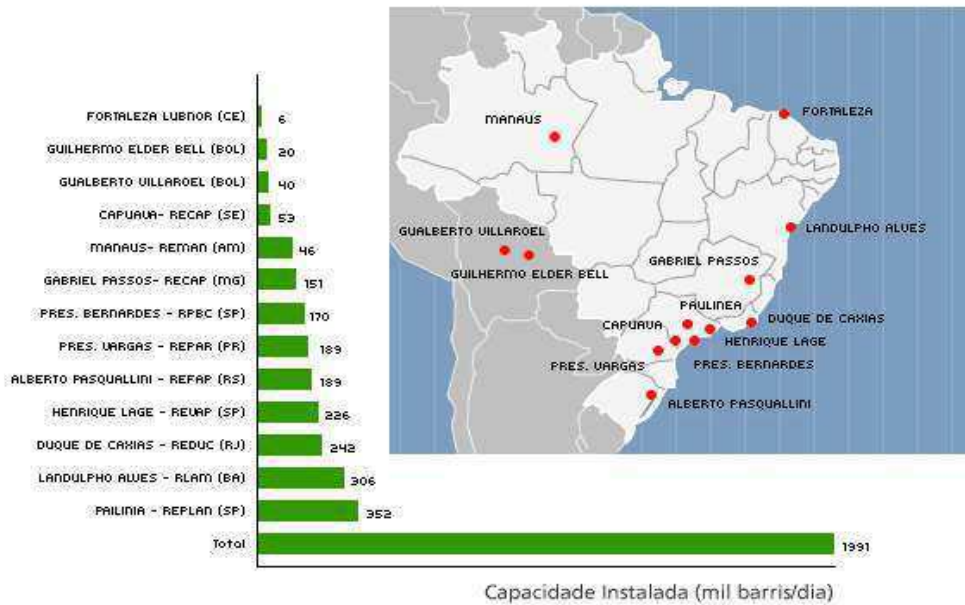 FORTALEZA LUBNOR (CE) 6
GUILHERMO ELDER BELL (BOL) 20
GUALBERTO VILLAROEL (BOL) 40
CAPUAVA- RECAP (SE) 53
MANAUS- REMAN (AM) 46
GABRIEL PASSOS- RECAP (MG) 151
PRES. BERNARDES - RPBC (SP) 170
PRES. VARGAS - REPAR (PR) 189
ALBERTO PASQUALLINI - REFAP (RS) 189
HENRIQUE LAGE - REVAP (SP) 226
DUQUE DE CAXIAS - REDUC (RJ) 242
LANDULPHO ALVES - RLAM (BA) 306
PAILINIA - REPLAN (SP) 352
Total 1991
Capacidade Instalada (mil barris/dia)
MANAUS
FORTALEZA
GUALBERTO VILLAROEL
GUILHERMO ELDER BELL
LANDULPHO ALVES
GABRIEL PASSOS
PAULINEA
CAPUAVA
DUQUE DE CAXIAS
HENRIQUE LAGE
PRES. VARGAS
PRES. BERNARDES
ALBERTO PASQUALLINI